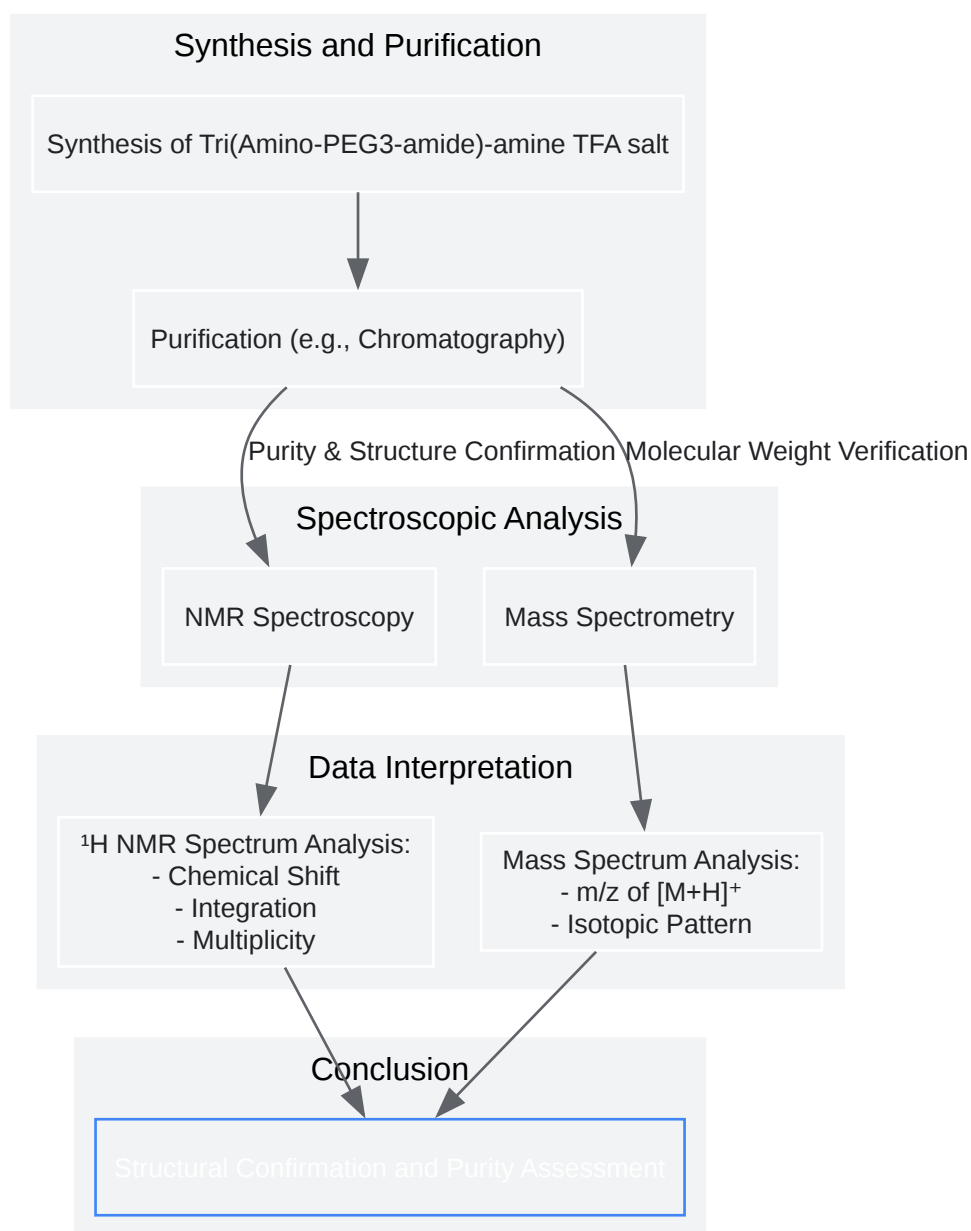 Synthesis and Purification
Synthesis of Tri(Amino-PEG3-amide)-amine TFA salt
Purification (e.g., Chromatography)
Purity & Structure Confirmation
Molecular Weight Verification
Spectroscopic Analysis
NMR Spectroscopy
Mass Spectrometry
Data Interpretation
¹H NMR Spectrum Analysis:
- Chemical Shift
- Integration
- Multiplicity
Mass Spectrum Analysis:
- m/z of [M+H]⁺
- Isotopic Pattern
Conclusion
Structural Confirmation and Purity Assessment